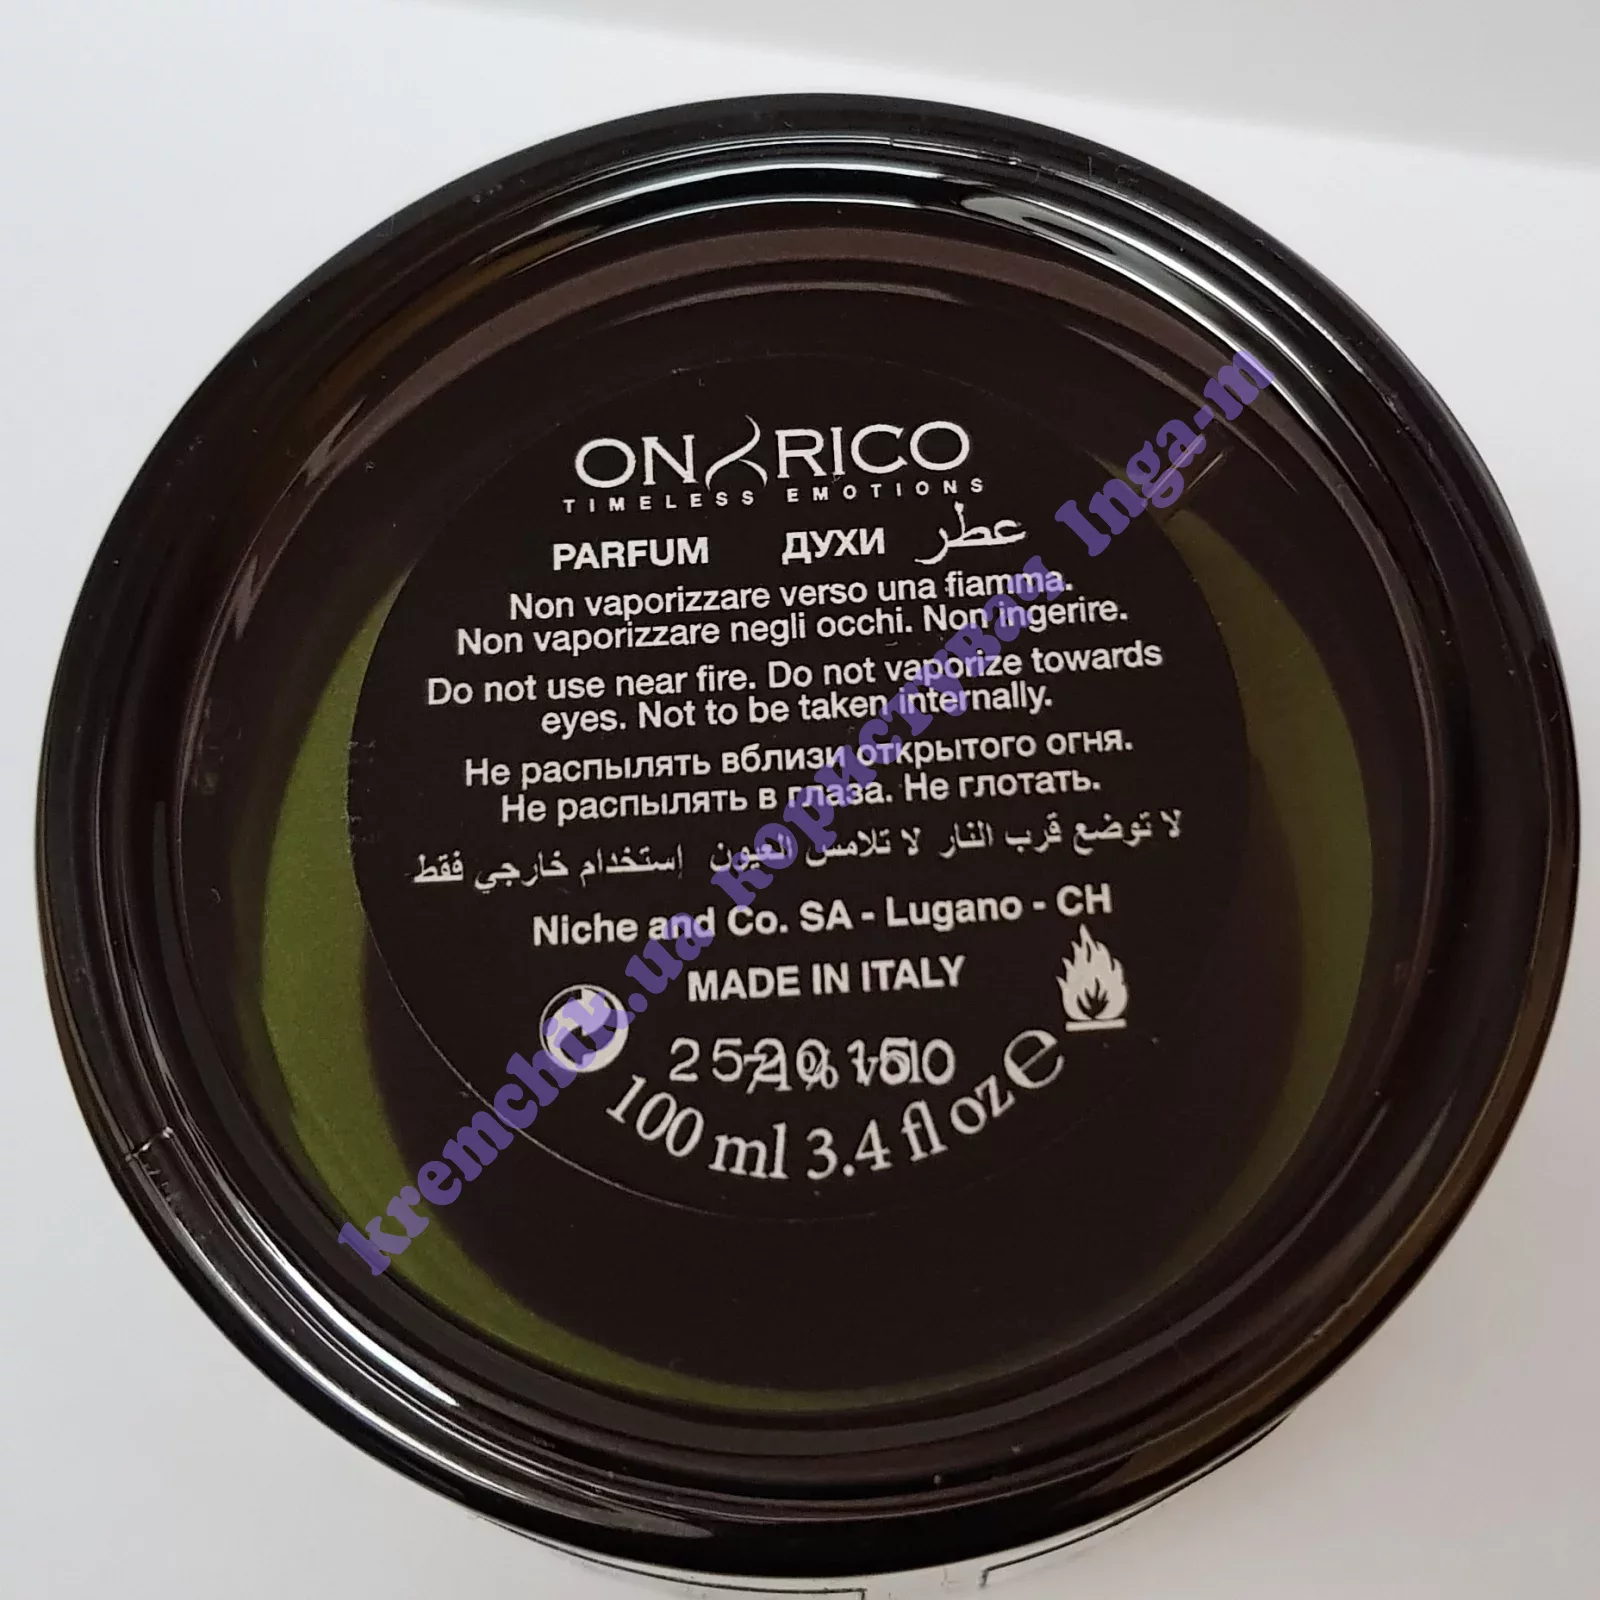 ONYRICO
TIMELESS EMOTIONS
PARFUM ДУХИ عطر
Non vaporizzare verso una fiamma.
Non vaporizzare negli occhi. Non ingerire.
Do not use near fire. Do not vaporize towards
eyes. Not to be taken internally.
Не распылять вблизи открытого огня.
Не распылять в глаза. Не глотать.
لا توضع قرب النار لا تلامس العيون إستخدام خارجي فقط
Niche and Co. SA - Lugano - CH
MADE IN ITALY
100 ml 3.4 fl oz e
kremchik.ua користувач Inga-m